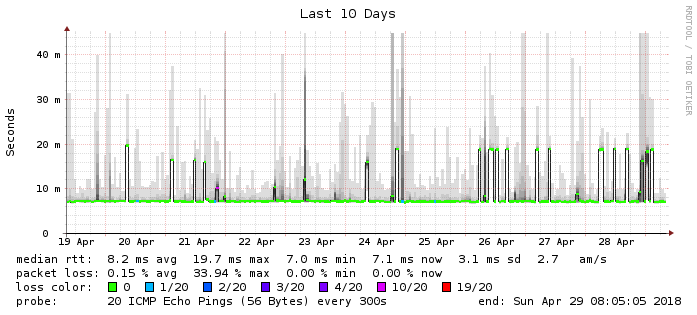 Last 10 Days
RRDTOOL / TOBI OETIKER
Seconds
40 m
30 m
20 m
10 m
0
19 Apr 20 Apr 21 Apr 22 Apr 23 Apr 24 Apr 25 Apr 26 Apr 27 Apr 28 Apr
median rtt: 8.2 ms avg 19.7 ms max 7.0 ms min 7.1 ms now 3.1 ms sd 2.7 am/s
packet loss: 0.15 % avg 33.94 % max 0.00 % min 0.00 % now
loss color: 0 1/20 2/20 3/20 4/20 10/20 19/20
probe: 20 ICMP Echo Pings (56 Bytes) every 300s end: Sun Apr 29 08:05:05 2018